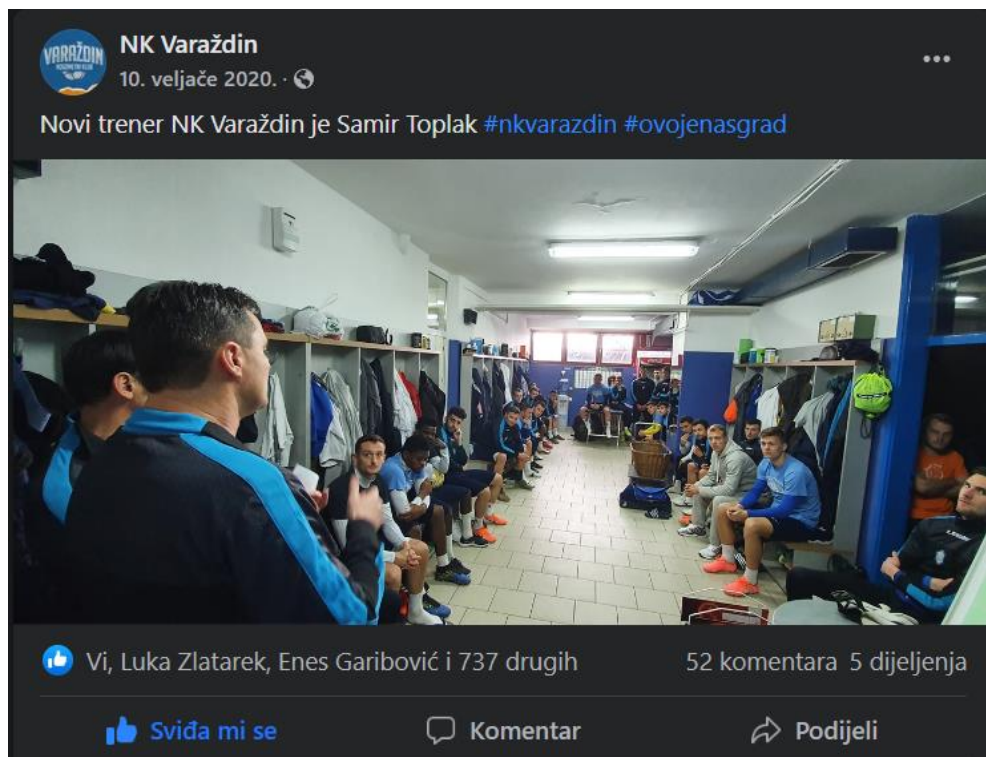 VARAŽDIN
NK Varaždin
10. veljače 2020. ·
Novi trener NK Varaždin je Samir Toplak #nkvarazdin #ovojenasgrad
Vi, Luka Zlatarek, Enes Garibović i 737 drugih
52 komentara 5 dijeljenja
Sviđa mi se
Komentar
Podijeli